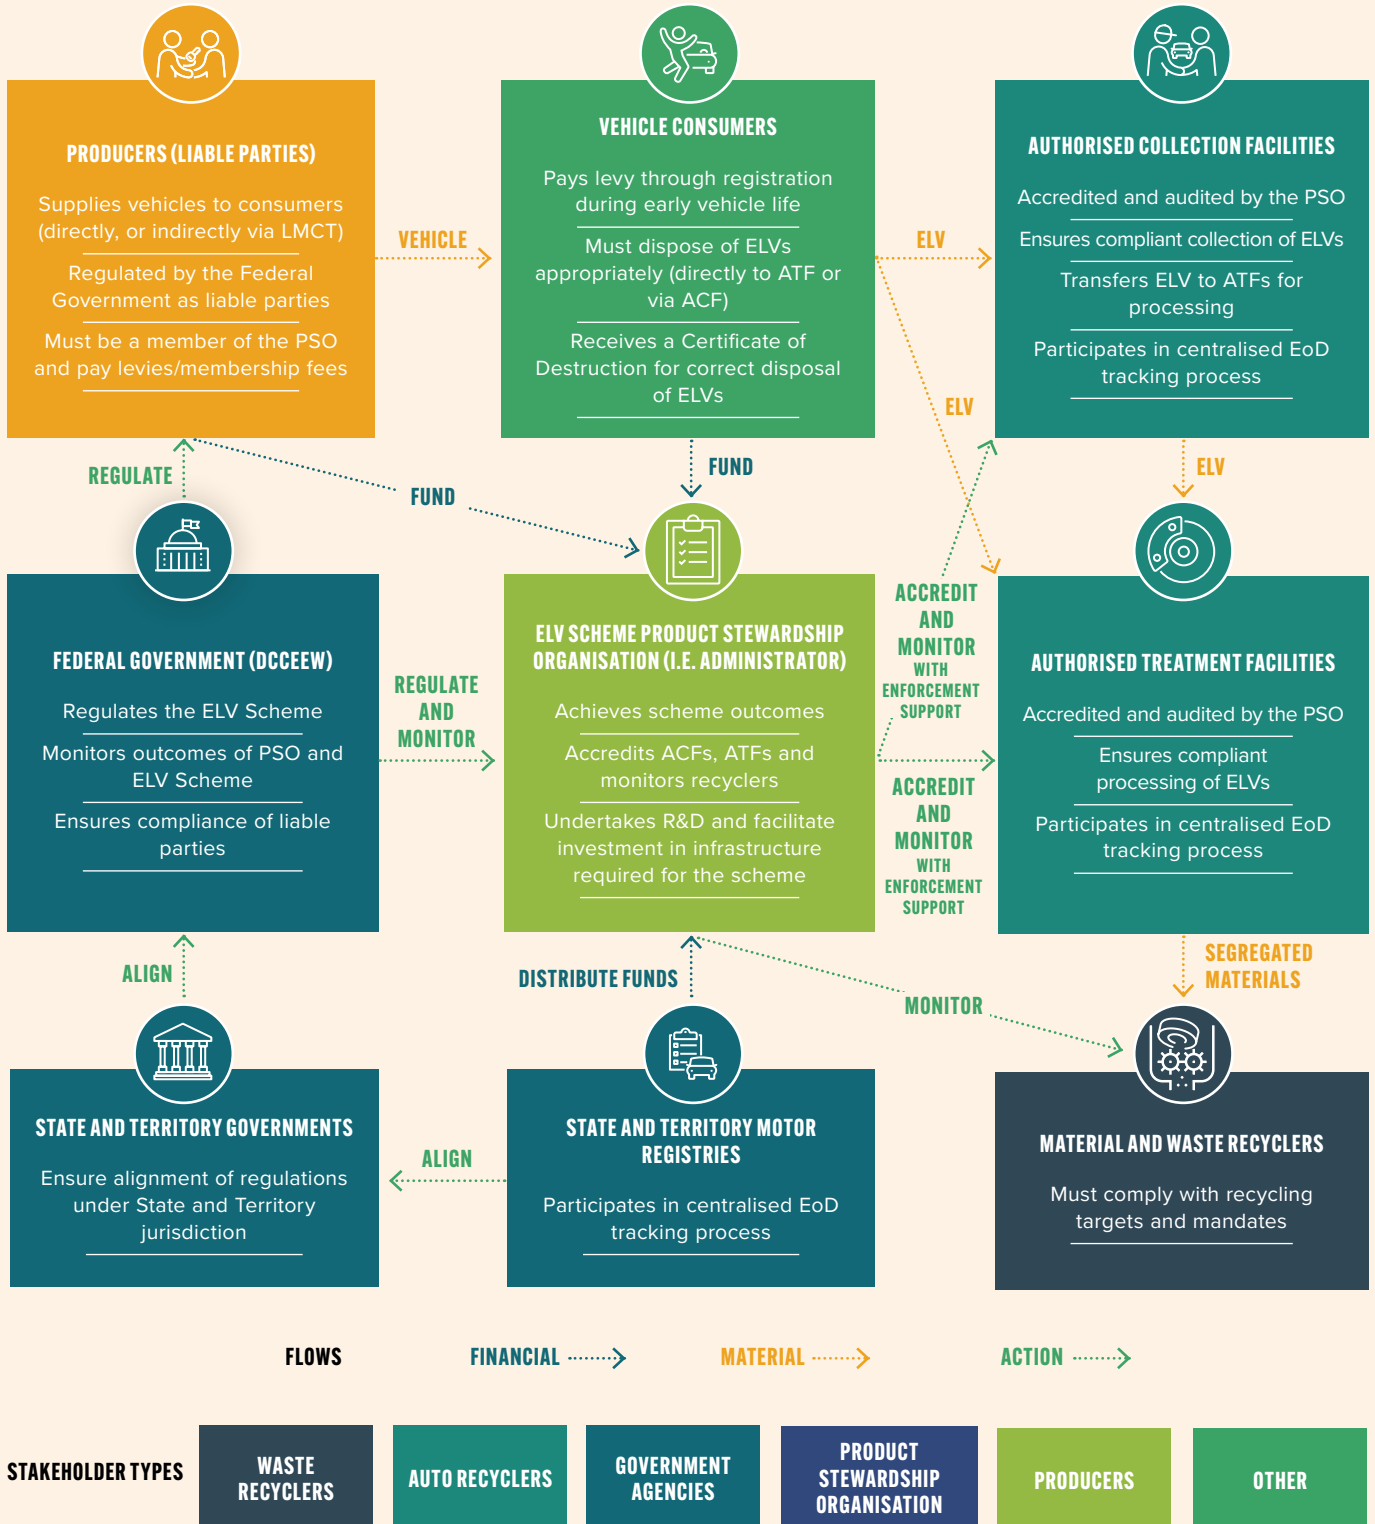 PRODUCERS (LIABLE PARTIES)
Supplies vehicles to consumers
(directly, or indirectly via LMCT)
Regulated by the Federal
Government as liable parties
Must be a member of the PSO
and pay levies/membership fees
VEHICLE
VEHICLE CONSUMERS
Pays levy through registration
during early vehicle life
Must dispose of ELVs
appropriately (directly to ATF or
via ACF)
Receives a Certificate of
Destruction for correct disposal
of ELVs
ELV
ELV
AUTHORISED COLLECTION FACILITIES
Accredited and audited by the PSO
Ensures compliant collection of ELVs
Transfers ELV to ATFs for
processing
Participates in centralised EoD
tracking process
REGULATE
FUND
FUND
ELV
FEDERAL GOVERNMENT (DCCEEW)
Regulates the ELV Scheme
Monitors outcomes of PSO and
ELV Scheme
Ensures compliance of liable
parties
REGULATE
AND
MONITOR
ELV SCHEME PRODUCT STEWARDSHIP
ORGANISATION (I.E. ADMINISTRATOR)
Achieves scheme outcomes
Accredits ACFs, ATFs and
monitors recyclers
Undertakes R&D and facilitate
investment in infrastructure
required for the scheme
ACCREDIT
AND
MONITOR
WITH
ENFORCEMENT
SUPPORT
ACCREDIT
AND
MONITOR
WITH
ENFORCEMENT
SUPPORT
AUTHORISED TREATMENT FACILITIES
Accredited and audited by the PSO
Ensures compliant
processing of ELVs
Participates in centralised EoD
tracking process
ALIGN
DISTRIBUTE FUNDS
MONITOR
SEGREGATED
MATERIALS
STATE AND TERRITORY GOVERNMENTS
Ensure alignment of regulations
under State and Territory
jurisdiction
ALIGN
STATE AND TERRITORY MOTOR
REGISTRIES
Participates in centralised EoD
tracking process
MATERIAL AND WASTE RECYCLERS
Must comply with recycling
targets and mandates
FLOWS
FINANCIAL
MATERIAL
ACTION
STAKEHOLDER TYPES
WASTE
RECYCLERS
AUTO RECYCLERS
GOVERNMENT
AGENCIES
PRODUCT
STEWARDSHIP
ORGANISATION
PRODUCERS
OTHER